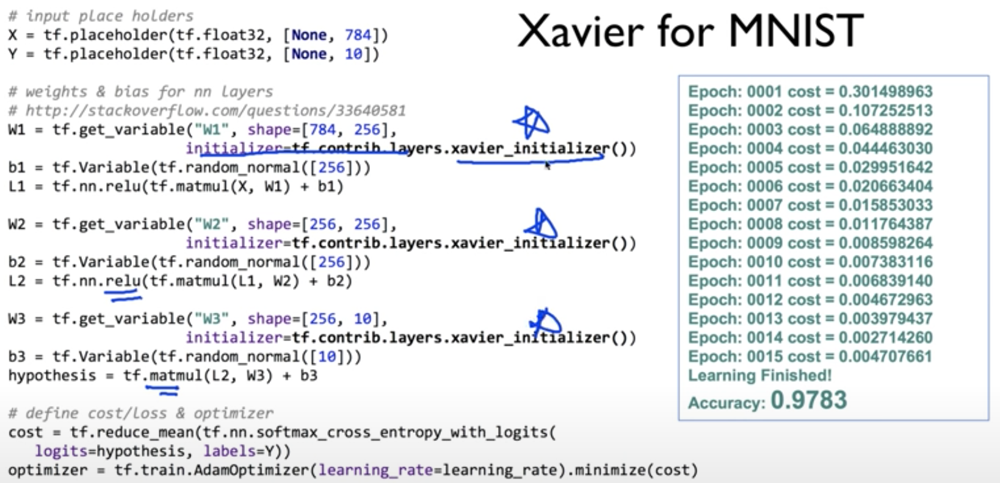 Xavier for MNIST
# input place holders
X = tf.placeholder(tf.float32, [None, 784])
Y = tf.placeholder(tf.float32, [None, 10])
# weights & bias for nn layers
# http://stackoverflow.com/questions/33640581
W1 = tf.get_variable("W1", shape=[784, 256],
initializer=tf.contrib.layers.xavier_initializer())
b1 = tf.Variable(tf.random_normal([256]))
L1 = tf.nn.relu(tf.matmul(X, W1) + b1)
W2 = tf.get_variable("W2", shape=[256, 256],
initializer=tf.contrib.layers.xavier_initializer())
b2 = tf.Variable(tf.random_normal([256]))
L2 = tf.nn.relu(tf.matmul(L1, W2) + b2)
W3 = tf.get_variable("W3", shape=[256, 10],
initializer=tf.contrib.layers.xavier_initializer())
b3 = tf.Variable(tf.random_normal([10]))
hypothesis = tf.matmul(L2, W3) + b3
# define cost/loss & optimizer
cost = tf.reduce_mean(tf.nn.softmax_cross_entropy_with_logits(
logits=hypothesis, labels=Y))
optimizer = tf.train.AdamOptimizer(learning_rate=learning_rate).minimize(cost)
Epoch: 0001 cost = 0.301498963
Epoch: 0002 cost = 0.107252513
Epoch: 0003 cost = 0.064888892
Epoch: 0004 cost = 0.044463030
Epoch: 0005 cost = 0.029951642
Epoch: 0006 cost = 0.020663404
Epoch: 0007 cost = 0.015853033
Epoch: 0008 cost = 0.011764387
Epoch: 0009 cost = 0.008598264
Epoch: 0010 cost = 0.007383116
Epoch: 0011 cost = 0.006839140
Epoch: 0012 cost = 0.004672963
Epoch: 0013 cost = 0.003979437
Epoch: 0014 cost = 0.002714260
Epoch: 0015 cost = 0.004707661
Learning Finished!
Accuracy: 0.9783